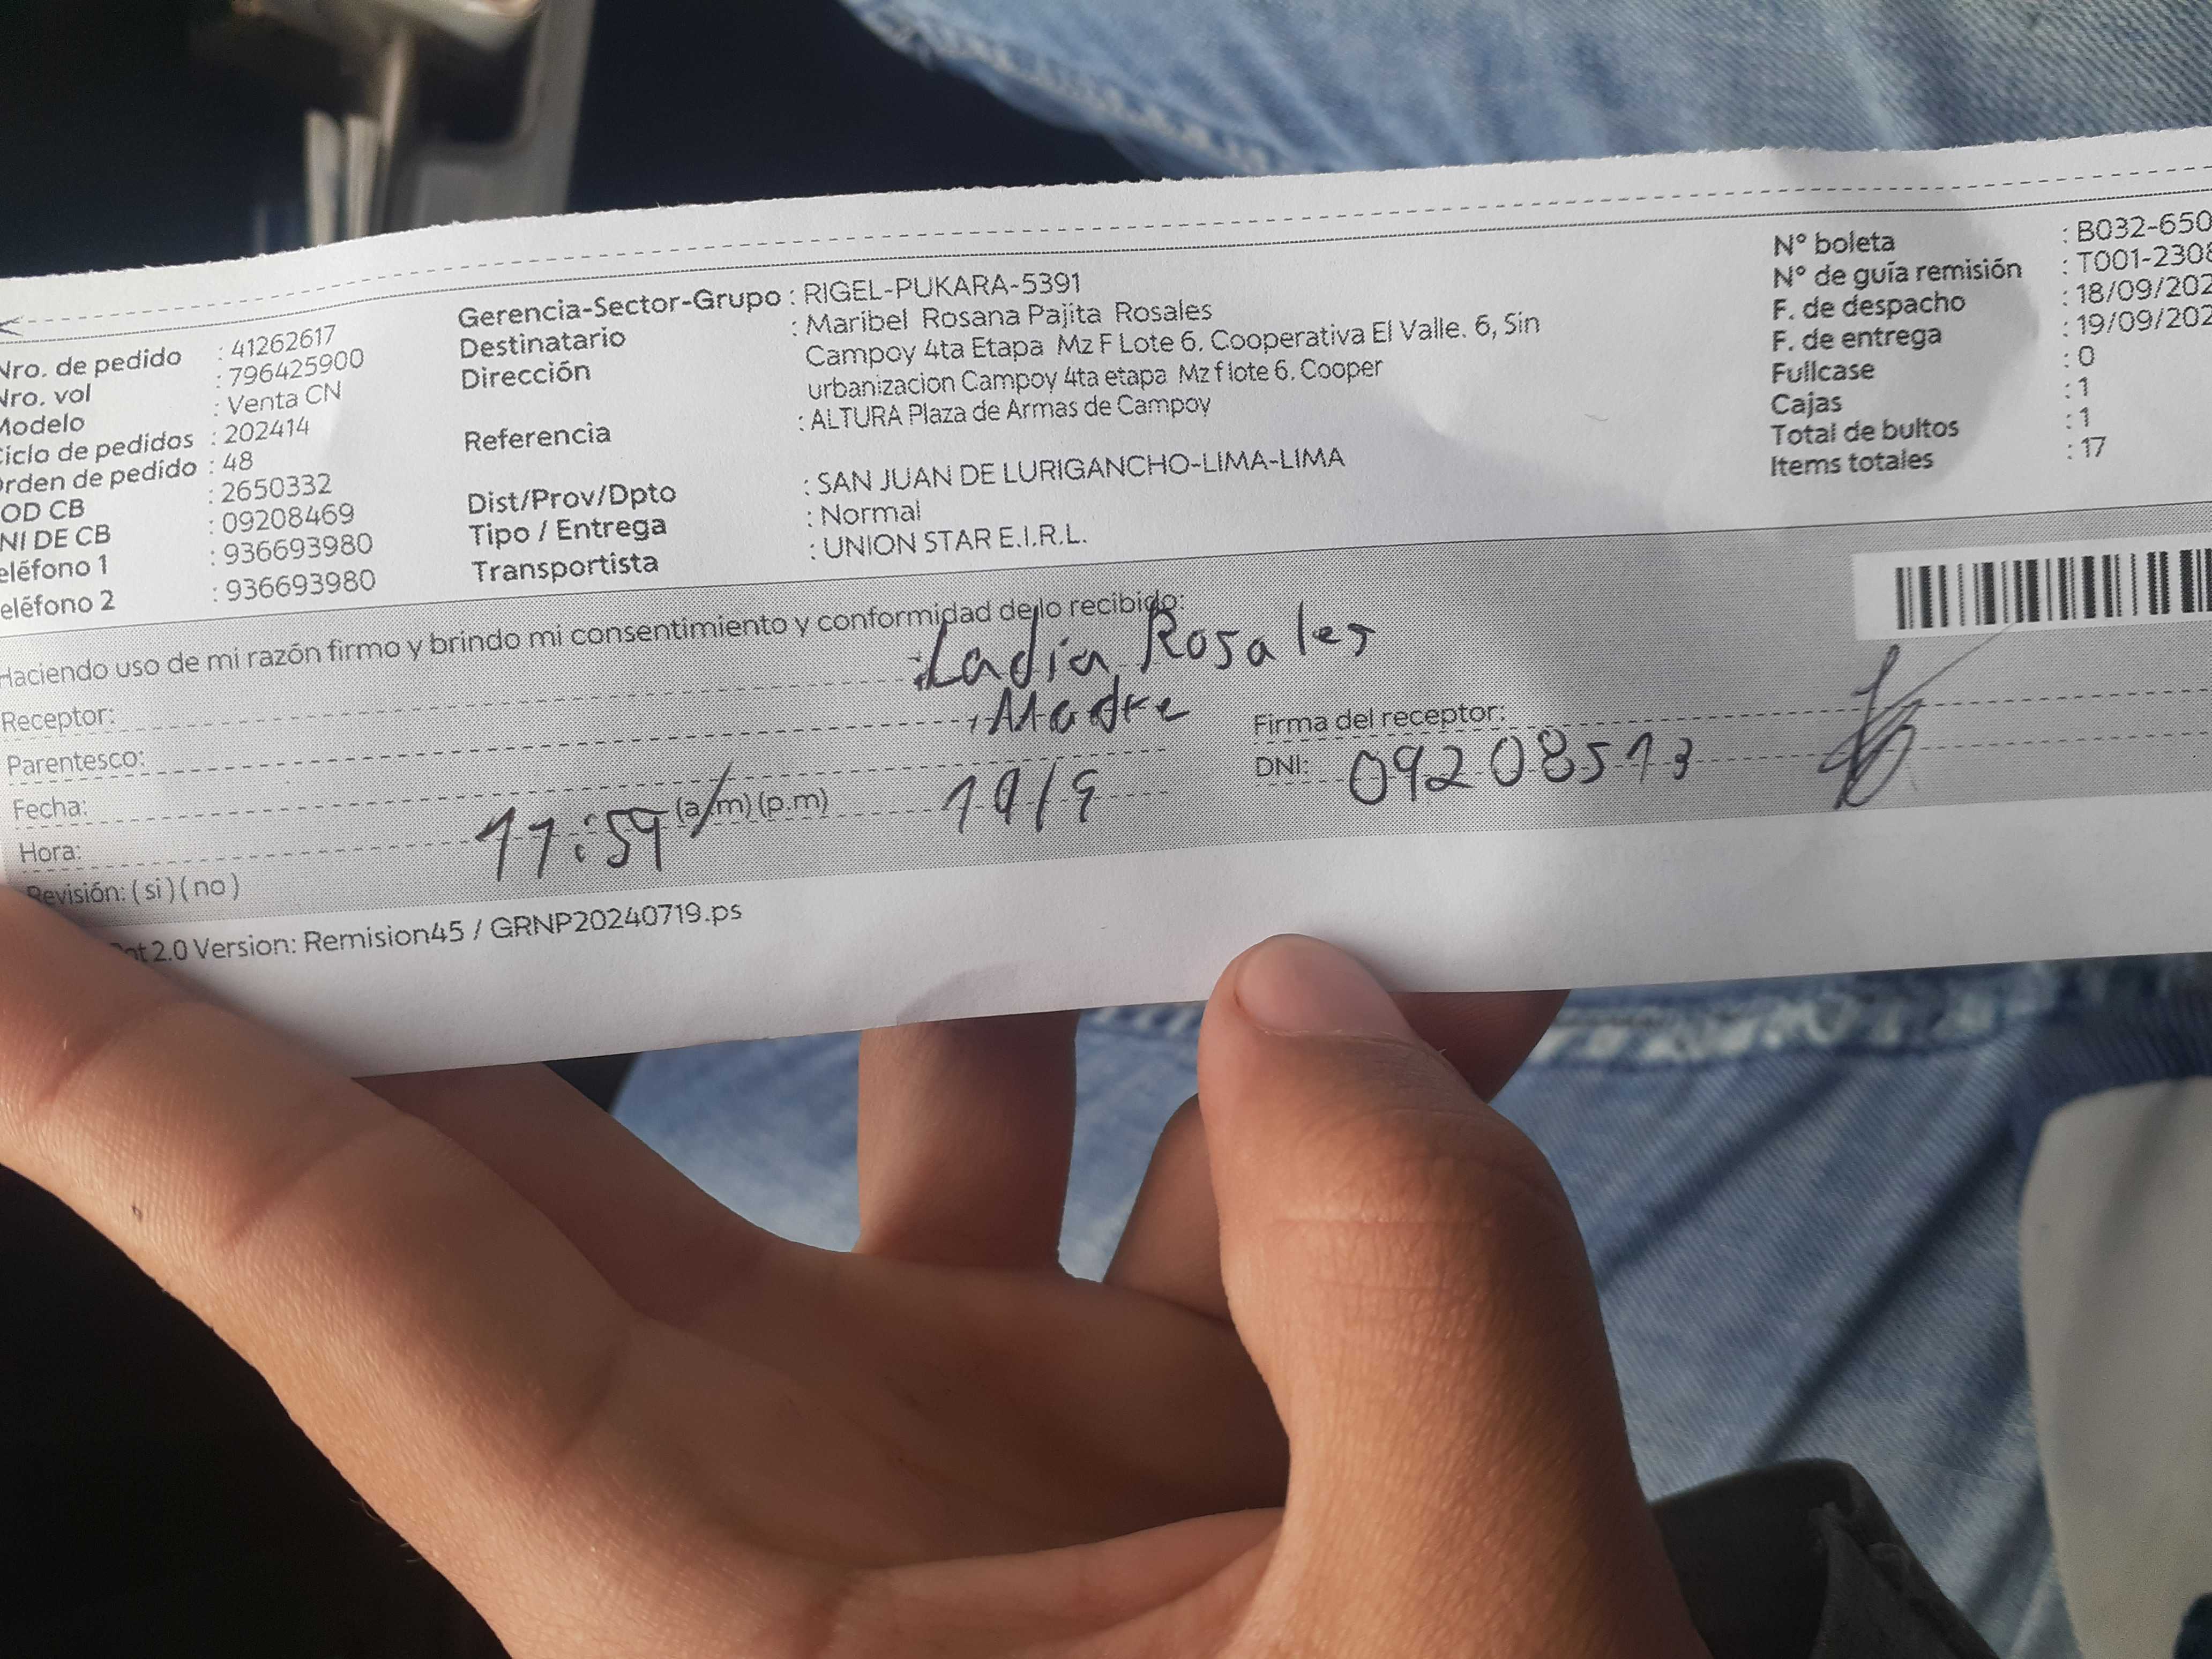 Nro. de pedido : 41262617
Nro. vol : 796425900
Modelo : Venta CN
Ciclo de pedidos : 202414
Orden de pedido : 48
OD CB : 2650332
NI DE CB : 09208469
eléfono 1 : 936693980
eléfono 2 : 936693980
Gerencia-Sector-Grupo : RIGEL-PUKARA-5391
Destinatario : Maribel Rosana Pajita Rosales
Dirección Campoy 4ta Etapa Mz F Lote 6. Cooperativa El Valle. 6, Sin
urbanizacion Campoy 4ta etapa Mz f lote 6. Cooper
Referencia : ALTURA Plaza de Armas de Campoy
Dist/Prov/Dpto : SAN JUAN DE LURIGANCHO-LIMA-LIMA
Tipo / Entrega : Normal
Transportista : UNION STAR E.I.R.L.
N° boleta : B032-650
N° de guía remisión : T001-2308
F. de despacho : 18/09/202
F. de entrega : 19/09/202
Fullcase : 0
Cajas : 1
Total de bultos : 1
Items totales : 17
Haciendo uso de mi razón firmo y brindo mi consentimiento y conformidad de lo recibido:
Receptor: Ladia Rosales
Parentesco: Madre
Fecha: 19/9
Hora: 11:59 (a.m) (p.m)
Revisión: ( si ) ( no )
Firma del receptor:
DNI: 09208513
2.0 Version: Remision45 / GRNP20240719.ps